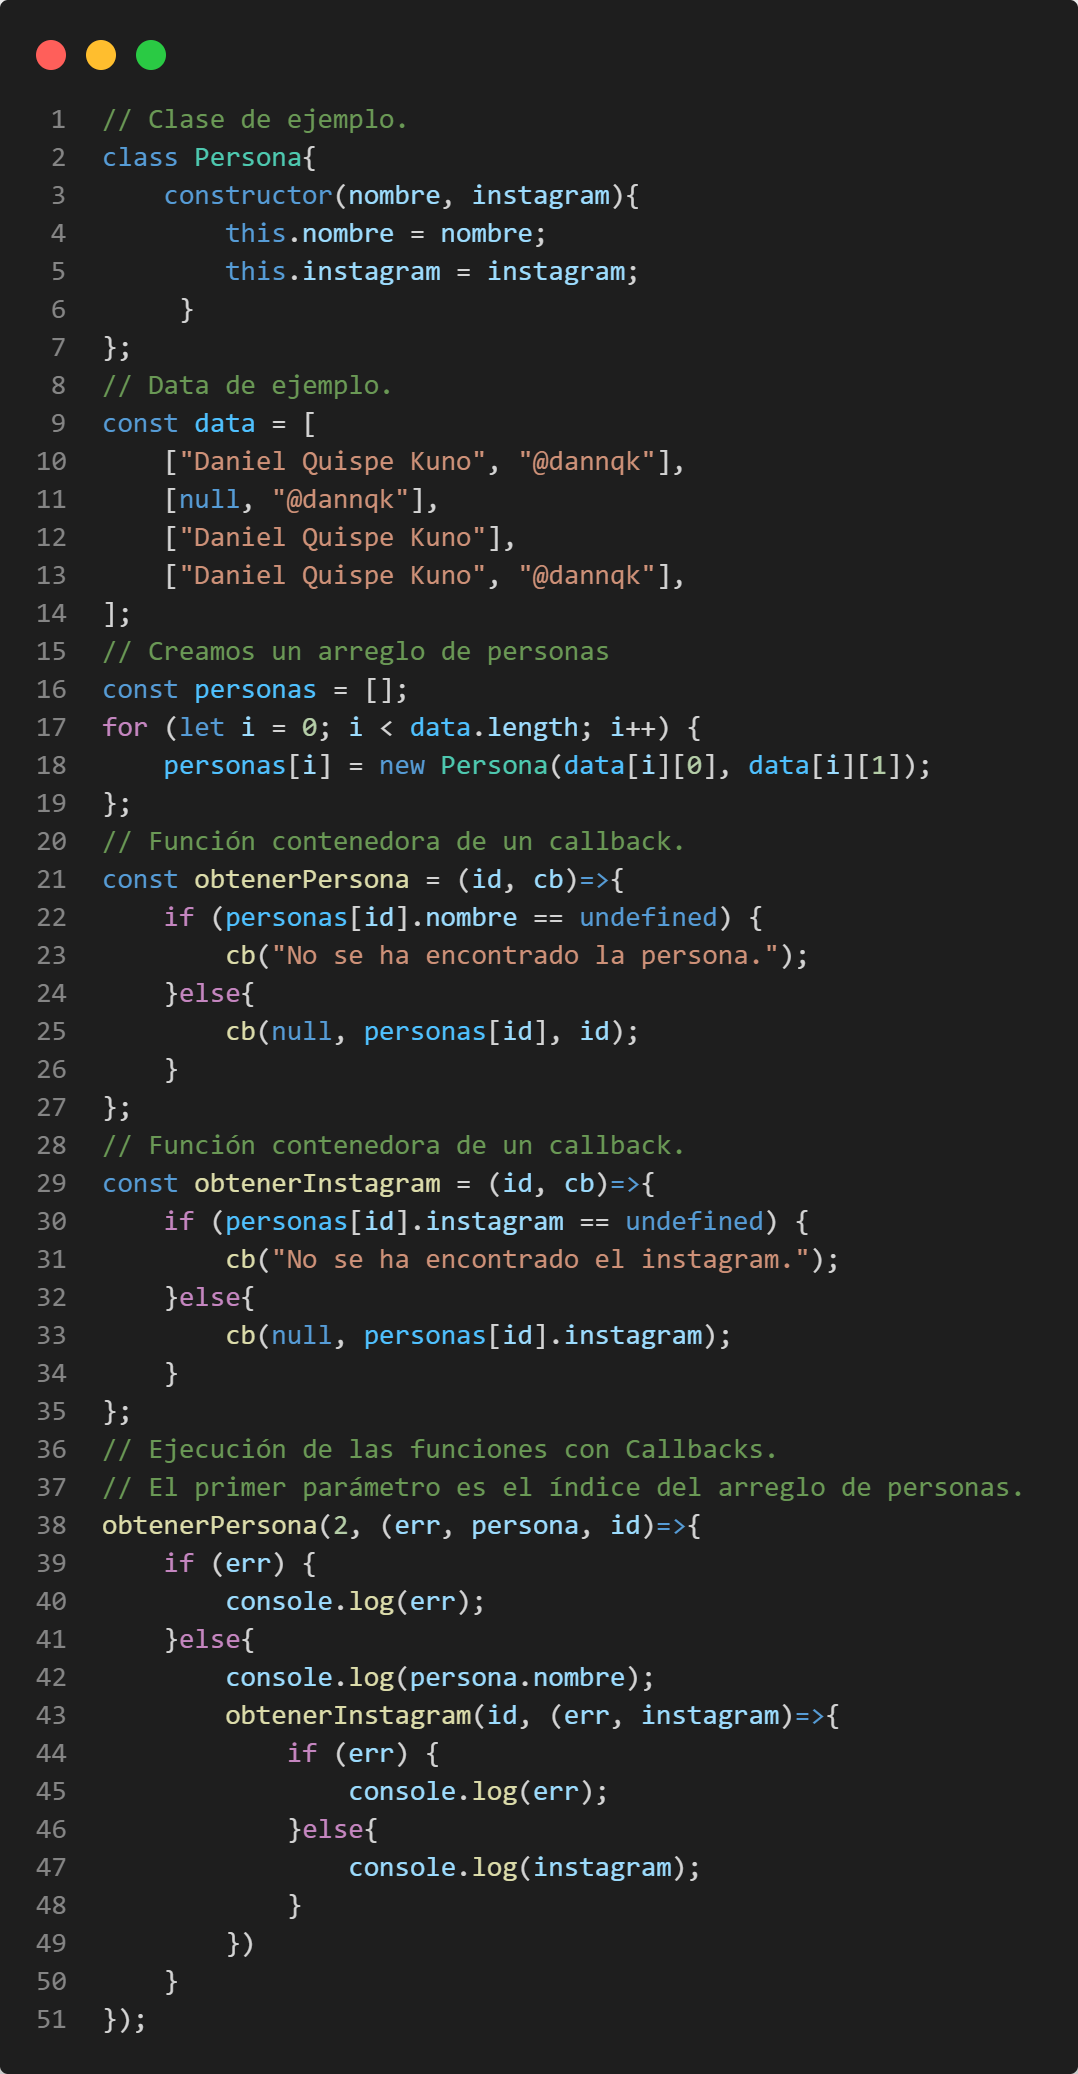 1 // Clase de ejemplo.
2 class Persona{
3     constructor(nombre, instagram){
4         this.nombre = nombre;
5         this.instagram = instagram;
6      }
7 };
8 // Data de ejemplo.
9 const data = [
10     ["Daniel Quispe Kuno", "@dannqk"],
11     [null, "@dannqk"],
12     ["Daniel Quispe Kuno"],
13     ["Daniel Quispe Kuno", "@dannqk"],
14 ];
15 // Creamos un arreglo de personas
16 const personas = [];
17 for (let i = 0; i < data.length; i++) {
18     personas[i] = new Persona(data[i][0], data[i][1]);
19 };
20 // Función contenedora de un callback.
21 const obtenerPersona = (id, cb)=>{
22     if (personas[id].nombre == undefined) {
23         cb("No se ha encontrado la persona.");
24     }else{
25         cb(null, personas[id], id);
26     }
27 };
28 // Función contenedora de un callback.
29 const obtenerInstagram = (id, cb)=>{
30     if (personas[id].instagram == undefined) {
31         cb("No se ha encontrado el instagram.");
32     }else{
33         cb(null, personas[id].instagram);
34     }
35 };
36 // Ejecución de las funciones con Callbacks.
37 // El primer parámetro es el índice del arreglo de personas.
38 obtenerPersona(2, (err, persona, id)=>{
39     if (err) {
40         console.log(err);
41     }else{
42         console.log(persona.nombre);
43         obtenerInstagram(id, (err, instagram)=>{
44             if (err) {
45                 console.log(err);
46             }else{
47                 console.log(instagram);
48             }
49         })
50     }
51 });